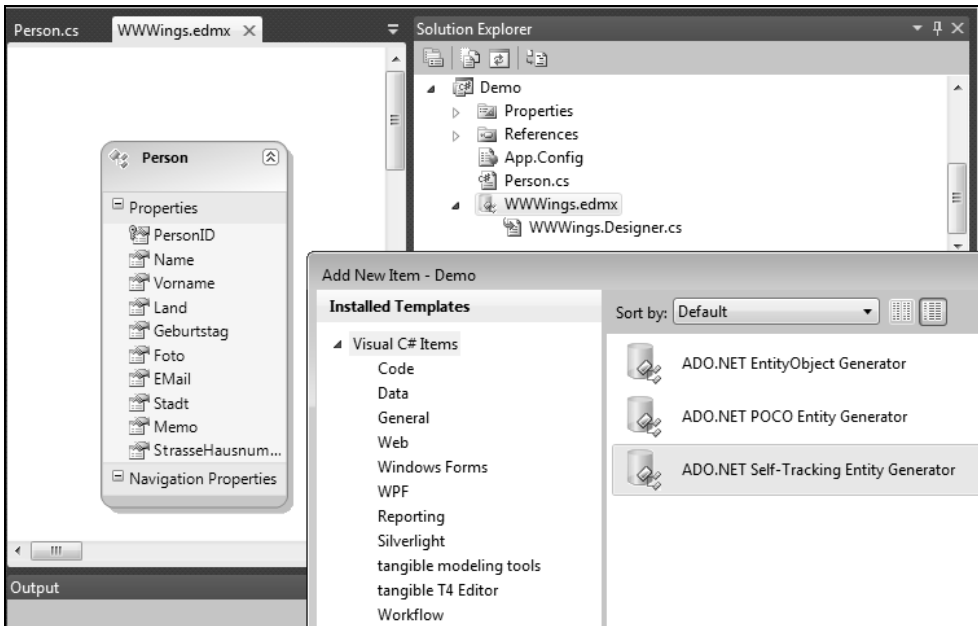 Person.cs
WWWings.edmx
Person
Properties
PersonID
Name
Vorname
Land
Geburtstag
Foto
EMail
Stadt
Memo
StrasseHausnum...
Navigation Properties
Output
Solution Explorer
Demo
Properties
References
App.Config
Person.cs
WWWings.edmx
WWWings.Designer.cs
Add New Item - Demo
Installed Templates
Visual C# Items
Code
Data
General
Web
Windows Forms
WPF
Reporting
Silverlight
tangible modeling tools
tangible T4 Editor
Workflow
Sort by: Default
ADO.NET EntityObject Generator
ADO.NET POCO Entity Generator
ADO.NET Self-Tracking Entity Generator